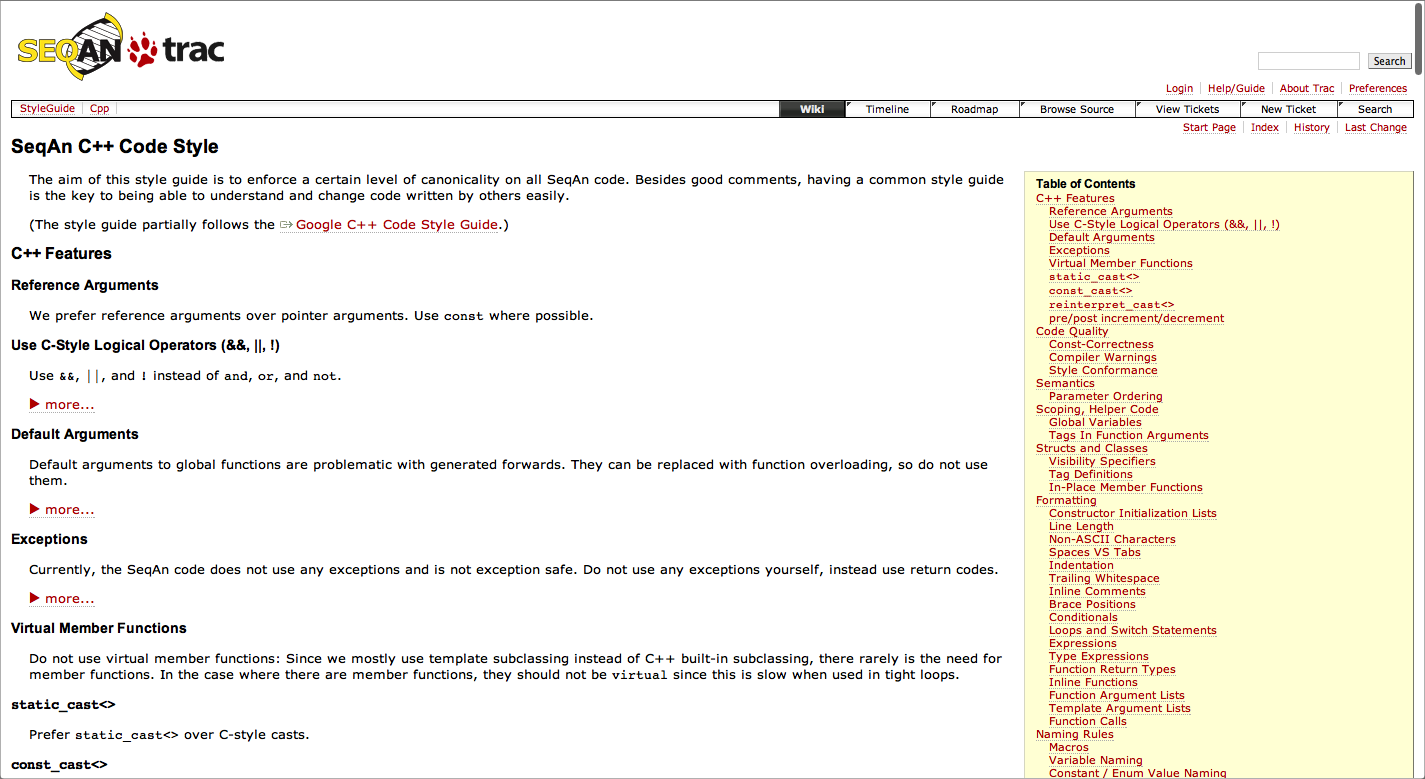 SEQAN trac
Search
Login Help/Guide About Trac Preferences
StyleGuide Cpp Wiki Timeline Roadmap Browse Source View Tickets New Ticket Search
Start Page Index History Last Change
SeqAn C++ Code Style
The aim of this style guide is to enforce a certain level of canonicality on all SeqAn code. Besides good comments, having a common style guide
is the key to being able to understand and change code written by others easily.
(The style guide partially follows the Google C++ Code Style Guide.)
C++ Features
Reference Arguments
We prefer reference arguments over pointer arguments. Use const where possible.
Use C-Style Logical Operators (&&, ||, !)
Use &&, ||, and ! instead of and, or, and not.
▶ more...
Default Arguments
Default arguments to global functions are problematic with generated forwards. They can be replaced with function overloading, so do not use
them.
▶ more...
Exceptions
Currently, the SeqAn code does not use any exceptions and is not exception safe. Do not use any exceptions yourself, instead use return codes.
▶ more...
Virtual Member Functions
Do not use virtual member functions: Since we mostly use template subclassing instead of C++ built-in subclassing, there rarely is the need for
member functions. In the case where there are member functions, they should not be virtual since this is slow when used in tight loops.
static_cast<>
Prefer static_cast<> over C-style casts.
const_cast<>
Table of Contents
C++ Features
Reference Arguments
Use C-Style Logical Operators (&&, ||, !)
Default Arguments
Exceptions
Virtual Member Functions
static_cast<>
const_cast<>
reinterpret_cast<>
pre/post increment/decrement
Code Quality
Const-Correctness
Compiler Warnings
Style Conformance
Semantics
Parameter Ordering
Scoping, Helper Code
Global Variables
Tags In Function Arguments
Structs and Classes
Visibility Specifiers
Tag Definitions
In-Place Member Functions
Formatting
Constructor Initialization Lists
Line Length
Non-ASCII Characters
Spaces VS Tabs
Indentation
Trailing Whitespace
Inline Comments
Brace Positions
Conditionals
Loops and Switch Statements
Expressions
Type Expressions
Function Return Types
Inline Functions
Function Argument Lists
Template Argument Lists
Function Calls
Naming Rules
Macros
Variable Naming
Constant / Enum Value Naming